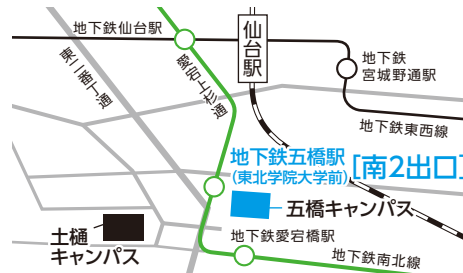 地下鉄仙台駅
仙台駅
地下鉄
宮城野通駅
東二番丁通
愛宕上杉通
地下鉄東西線
地下鉄五橋駅
(東北学院大学前)
[南2出口]
五橋キャンパス
土樋
キャンパス
地下鉄愛宕橋駅
地下鉄南北線